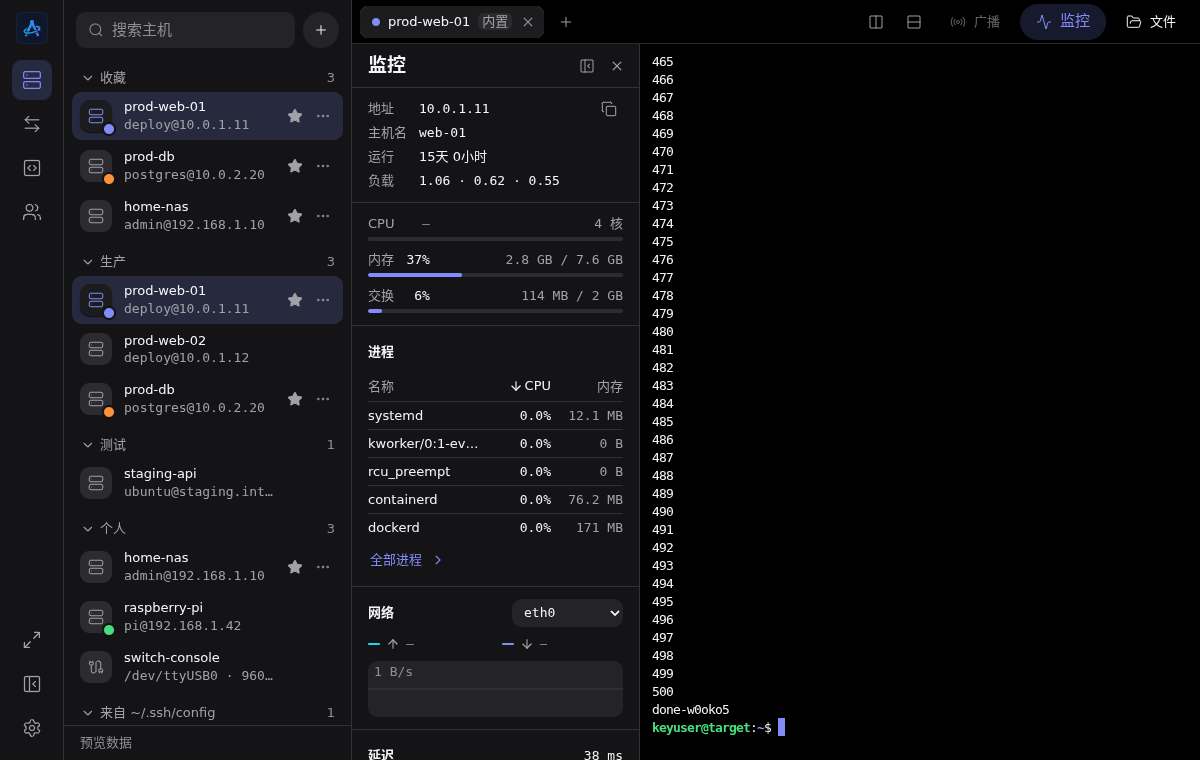 搜索主机
收藏 3
prod-web-01
deploy@10.0.1.11
prod-db
postgres@10.0.2.20
home-nas
admin@192.168.1.10
生产 3
prod-web-01
deploy@10.0.1.11
prod-web-02
deploy@10.0.1.12
prod-db
postgres@10.0.2.20
测试 1
staging-api
ubuntu@staging.int…
个人 3
home-nas
admin@192.168.1.10
raspberry-pi
pi@192.168.1.42
switch-console
/dev/ttyUSB0 · 960…
来自 ~/.ssh/config 1
预览数据
prod-web-01 内置
广播 监控 文件
监控
地址 10.0.1.11
主机名 web-01
运行 15天 0小时
负载 1.06 · 0.62 · 0.55
CPU — 4 核
内存 37% 2.8 GB / 7.6 GB
交换 6% 114 MB / 2 GB
进程
名称 ↓CPU 内存
systemd 0.0% 12.1 MB
kworker/0:1-ev… 0.0% 0 B
rcu_preempt 0.0% 0 B
containerd 0.0% 76.2 MB
dockerd 0.0% 171 MB
全部进程
网络 eth0
↑ — ↓ —
1 B/s
延迟 38 ms
465
466
467
468
469
470
471
472
473
474
475
476
477
478
479
480
481
482
483
484
485
486
487
488
489
490
491
492
493
494
495
496
497
498
499
500
done-w0oko5
keyuser@target:~$